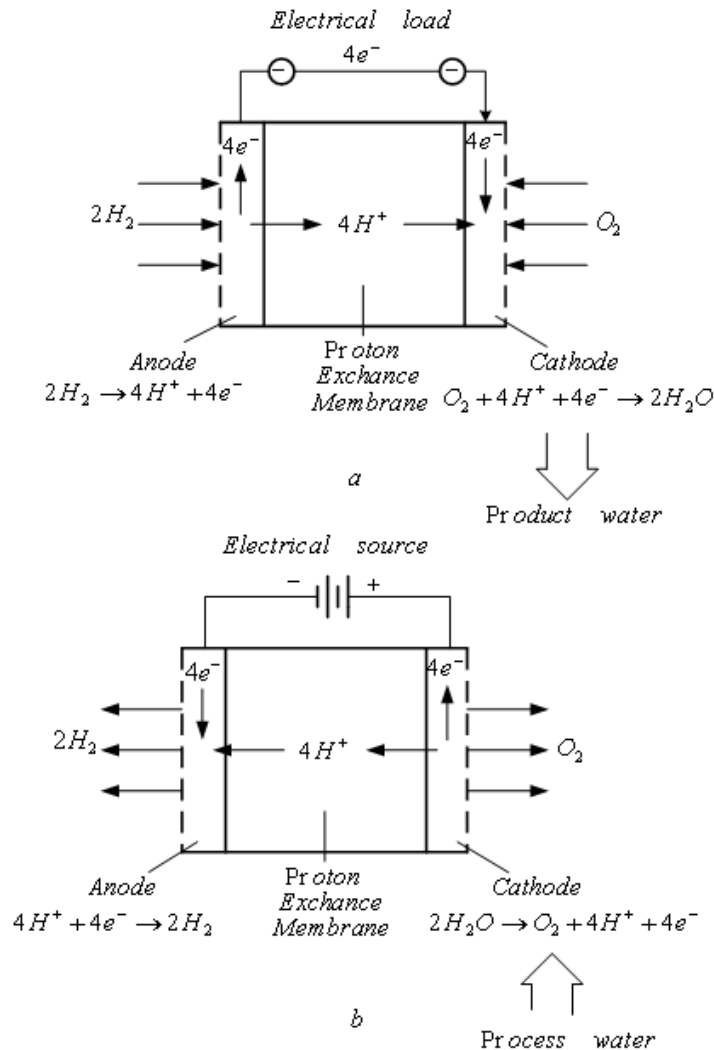 Electrical load
4e⁻
− −
4e⁻ 4e⁻
2H₂ 4H⁺ O₂
Anode
2H₂ → 4H⁺ + 4e⁻
Proton
Exchance
Membrane
Cathode
O₂ + 4H⁺ + 4e⁻ → 2H₂O
a
Product water
Electrical source
− +
4e⁻ 4e⁻
2H₂ 4H⁺ O₂
Anode
4H⁺ + 4e⁻ → 2H₂
Proton
Exchance
Membrane
Cathode
2H₂O → O₂ + 4H⁺ + 4e⁻
b
Process water